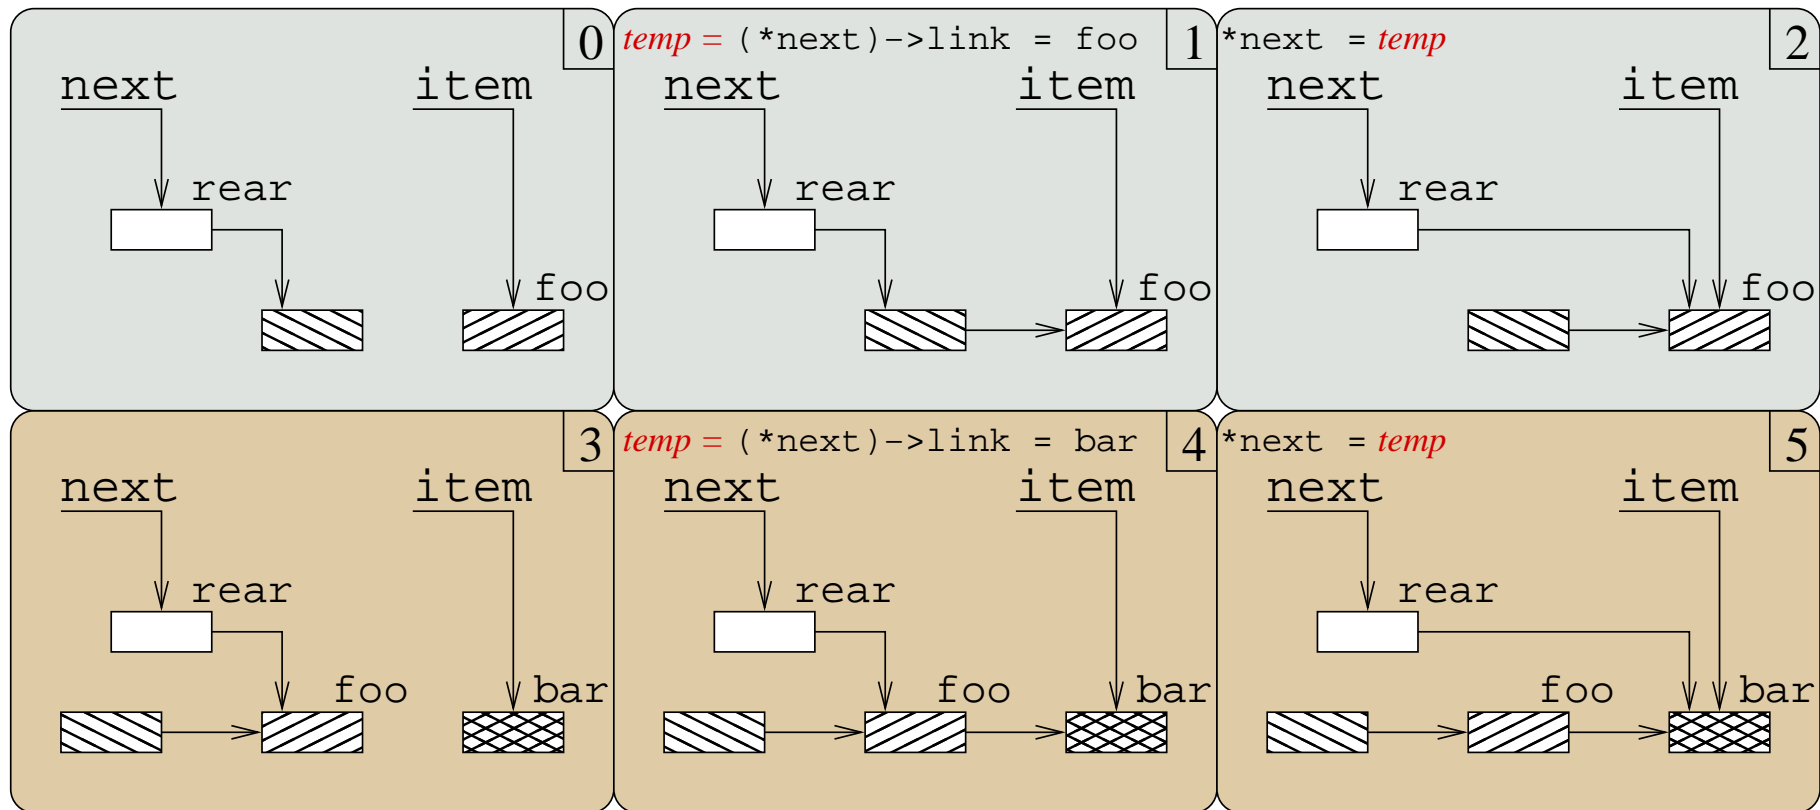 0
next item
rear
foo
temp = (*next)->link = foo 1
next item
rear
foo
*next = temp 2
next item
rear
foo
3
next item
rear
foo bar
temp = (*next)->link = bar 4
next item
rear
foo bar
*next = temp 5
next item
rear
foo bar